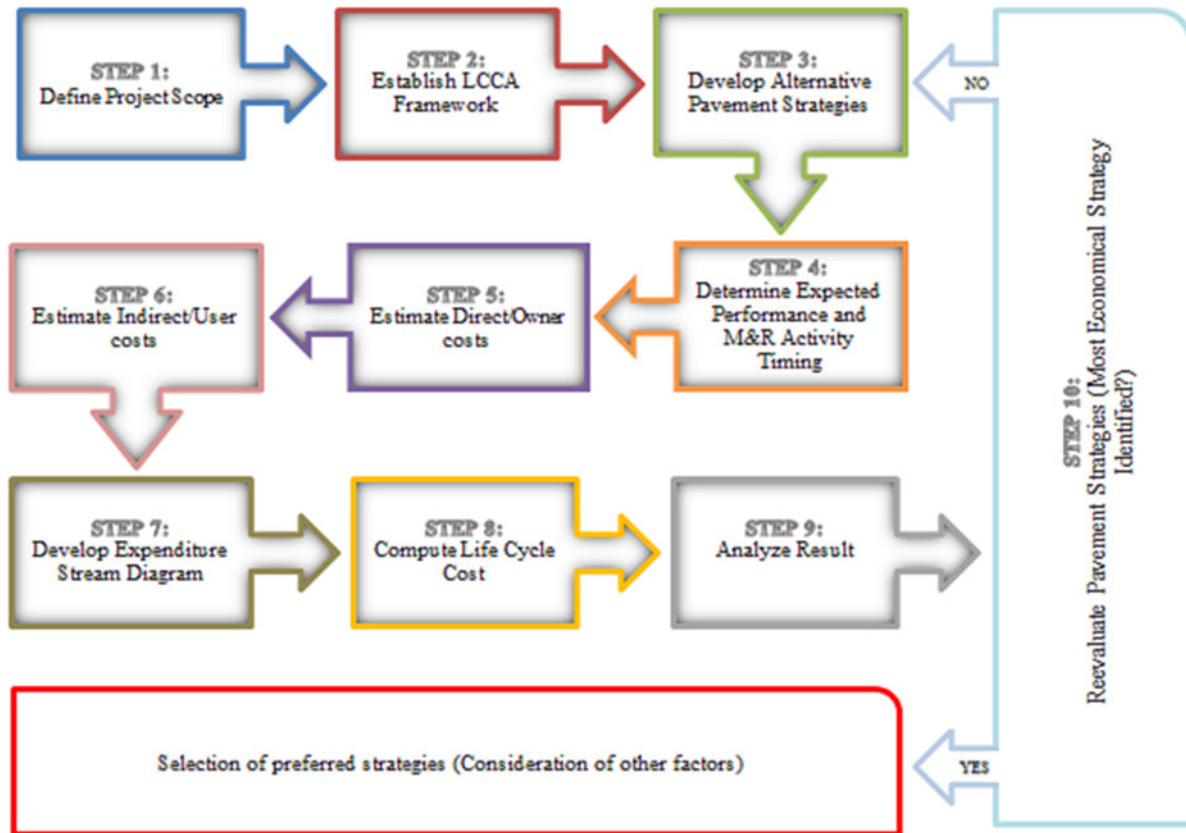 STEP 1:
Define Project Scope
STEP 2:
Establish LCCA
Framework
STEP 3:
Develop Alternative
Pavement Strategies
NO
STEP 4:
Determine Expected
Performance and
M&R Activity
Timing
STEP 5:
Estimate Direct/Owner
costs
STEP 6:
Estimate Indirect/User
costs
STEP 7:
Develop Expenditure
Stream Diagram
STEP 8:
Compute Life Cycle
Cost
STEP 9:
Analyze Result
STEP 10:
Reevaluate Pavement Strategies (Most Economical Strategy
Identified?)
YES
Selection of preferred strategies (Consideration of other factors)